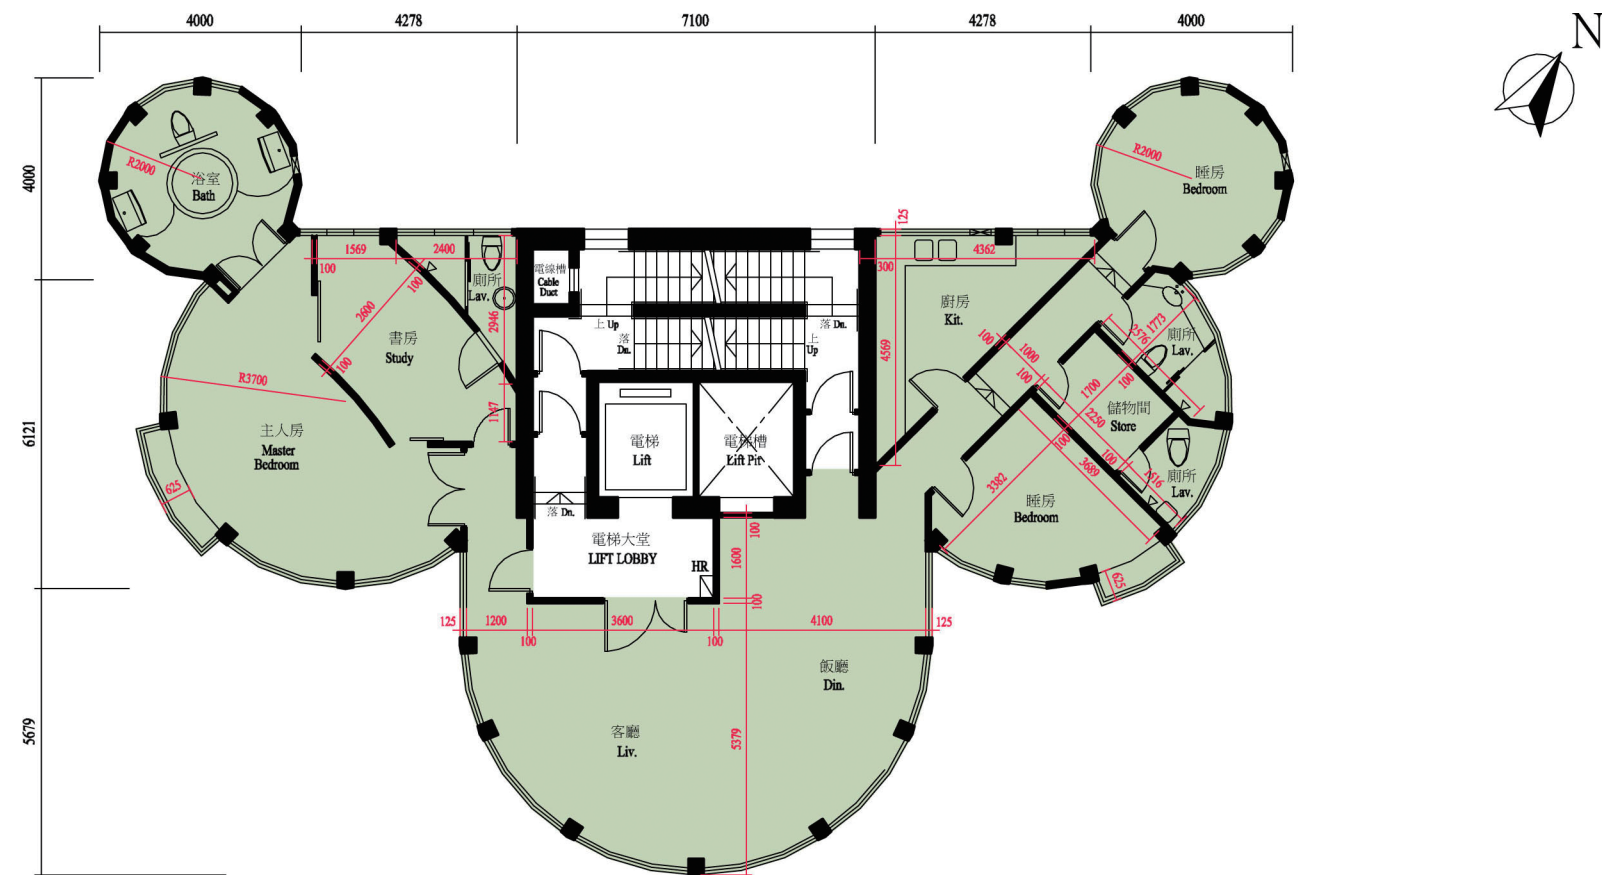 4000
4278
7100
4278
4000
N
4000
6121
5679
R2000
浴室
Bath
R2000
睡房
Bedroom
125
1569
2400
100
4362
300
廁所
Lav.
電線槽
Cable
Duct
100
2600
2946
書房
Study
100
上 Up
落
Dn.
落 Dn.
上
Up
廚房
Kit.
4569
100
1000
100
2576
1773
廁所
Lav.
100
1700
儲物間
Store
2250
100
100
3689
1616
廁所
Lav.
R3700
1147
主人房
Master
Bedroom
625
電梯
Lift
電梯槽
Lift Pit
落 Dn.
電梯大堂
LIFT LOBBY
HR
100
1600
100
3382
睡房
Bedroom
625
125
1200
100
3600
100
4100
125
飯廳
Din.
客廳
Liv.
5379